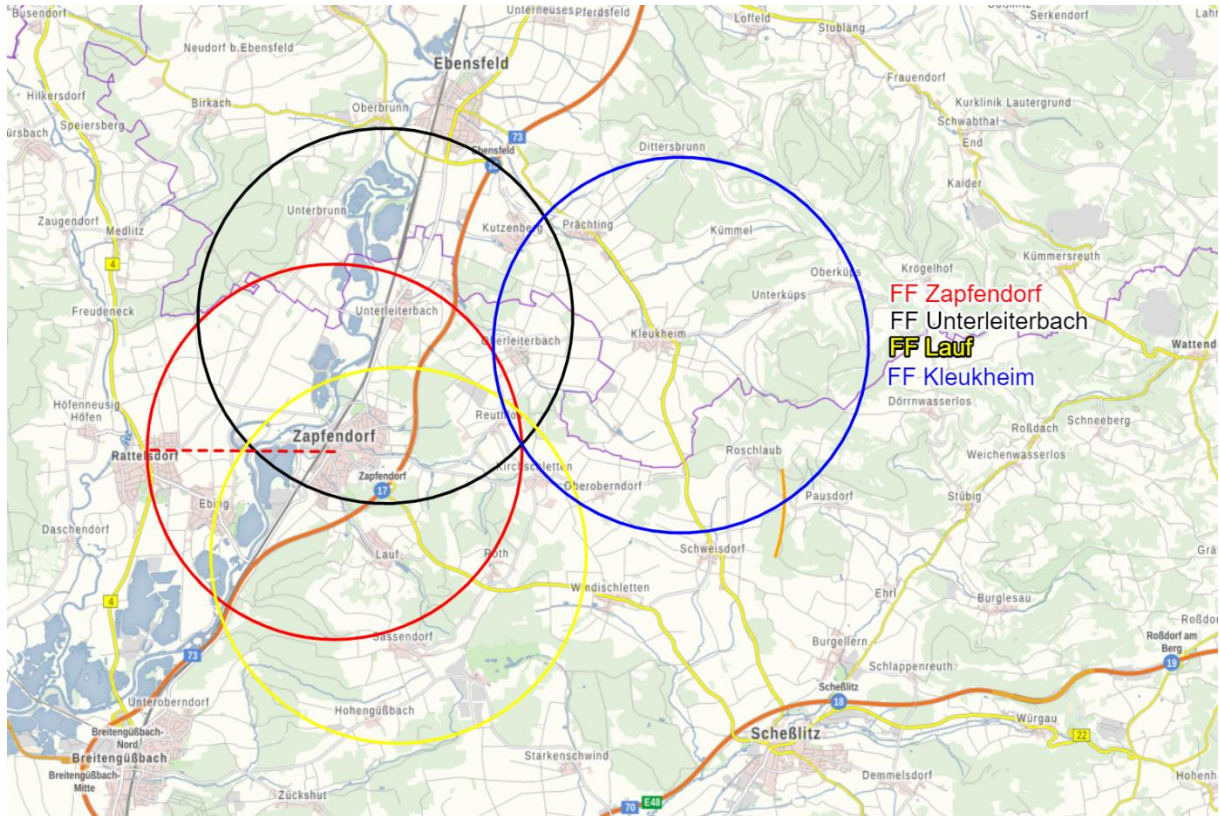 Busendorf
Unterneuses
Pferdsfeld
Loffeld
Stublang
Serkendorf
Neudorf b.Ebensfeld
Ebensfeld
Frauendorf
Hilkersdorf
Birkach
Oberbrunn
Kurklinik Lautergrund
Speiersberg
Schwabthal
73
Ebensfeld
Dittersbrunn
End
Kaider
Unterbrunn
Zaugendorf
Medlitz
Kutzenberg
Prächting
Kümmel
4
Kümmersreuth
Oberküps
Krögelhof
Unterküps
FF Zapfendorf
Freudeneck
Unterleiterbach
FF Unterleiterbach
Oberleiterbach
Kleukheim
FF Lauf
FF Kleukheim
Höfenneusig
Höfen
Dörrnwasserlos
Schneeberg
Roßdach
Zapfendorf
Rattelsdorf
Roschlaub
Weichenwasserlos
Zapfendorf
17
Kirchschletten
Oberoberndorf
Ebing
Pausdorf
Stübig
Daschendorf
Lauf
Roth
Schweisdorf
Windischletten
Ehrl
Burglesau
4
Sassendorf
Burgellern
Roßdorf am
Berg
73
Schlappenreuth
19
Scheßlitz
18
Unteroberndorf
Hohengüßbach
Würgau
Breitengüßbach-
Nord
Scheßlitz
22
Breitengüßbach
Starkenschwind
Breitengüßbach-
Mitte
Demmelsdorf
Zückshut
E48
70